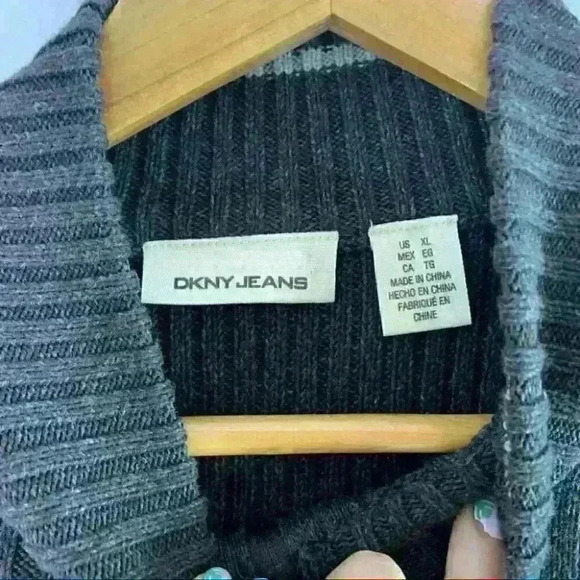 DKNY JEANS
US XL
MEX EG
CA TG
MADE IN CHINA
HECHO EN CHINA
FABRIQUÉ EN
CHINE